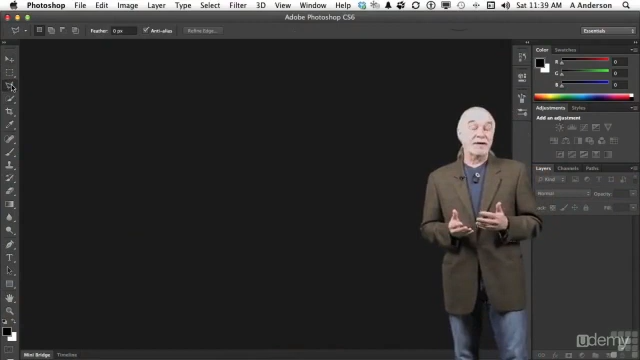 Photoshop File Edit Image Layer Type Select Filter 3D View Window Help
Sat 11:39 AM A Anderson
Adobe Photoshop CS6
Feather: 0 px Anti-alias Refine Edge...
Essentials
Color Swatches
R 0
G 0
B 0
Adjustments Styles
Add an adjustment
Layers Channels Paths
Kind
Normal Opacity:
Lock: Fill:
Mini Bridge Timeline
udemy